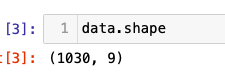 [3]: 1 data.shape
t[3]: (1030, 9)